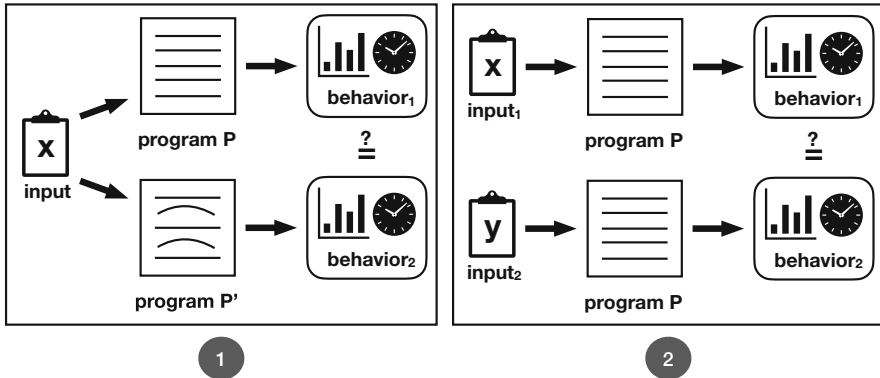 x
input
program P
behavior₁
?
=
program P'
behavior₂
1
x
input₁
program P
behavior₁
?
=
y
input₂
program P
behavior₂
2